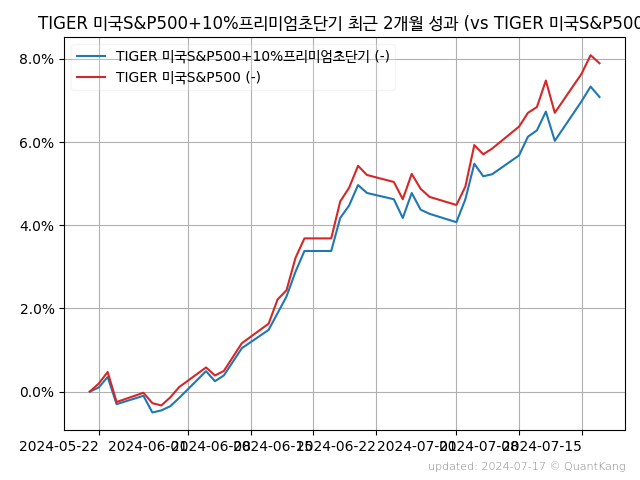 TIGER 미국S&P500+10%프리미엄초단기 최근 2개월 성과 (vs TIGER 미국S&P500
TIGER 미국S&P500+10%프리미엄초단기 (-)
TIGER 미국S&P500 (-)
8.0%
6.0%
4.0%
2.0%
0.0%
2024-05-22 2024-06-01 2024-06-08 2024-06-15 2024-06-22 2024-07-01 2024-07-08 2024-07-15
updated: 2024-07-17 © QuantKang